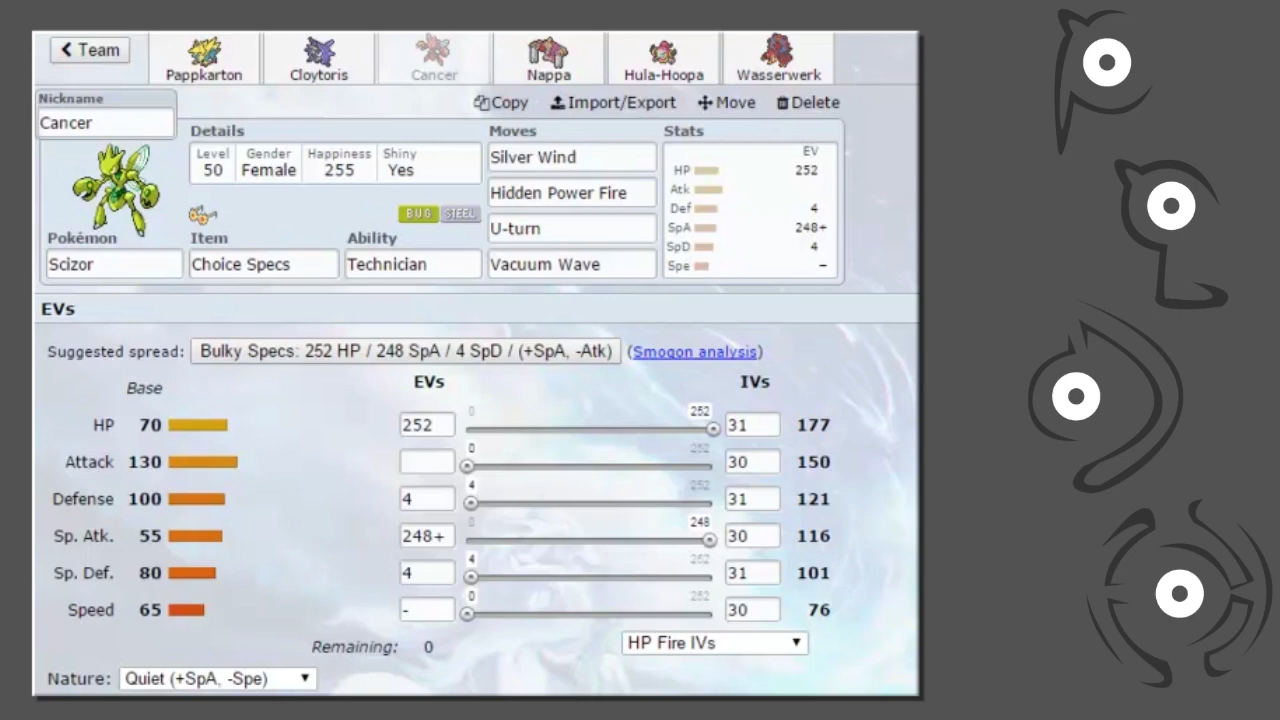 Team
Pappkarton
Cloytoris
Cancer
Nappa
Hula-Hoopa
Wasserwerk
Nickname
Cancer
Copy Import/Export Move Delete
Details
Moves
Stats
Level Gender Happiness Shiny
50 Female 255 Yes
BUG STEEL
Pokémon Item Ability
Scizor Choice Specs Technician
Silver Wind
Hidden Power Fire
U-turn
Vacuum Wave
EV
HP 252
Atk
Def 4
SpA 248+
SpD 4
Spe –
EVs
Suggested spread: Bulky Specs: 252 HP / 248 SpA / 4 SpD / (+SpA, -Atk) (Smogon analysis)
Base EVs IVs
HP 70 252 0 252 31 177
Attack 130 0 252 30 150
Defense 100 4 4 252 31 121
Sp. Atk. 55 248+ 0 248 30 116
Sp. Def. 80 4 4 252 31 101
Speed 65 - 0 252 30 76
Remaining: 0 HP Fire IVs
Nature: Quiet (+SpA, -Spe)